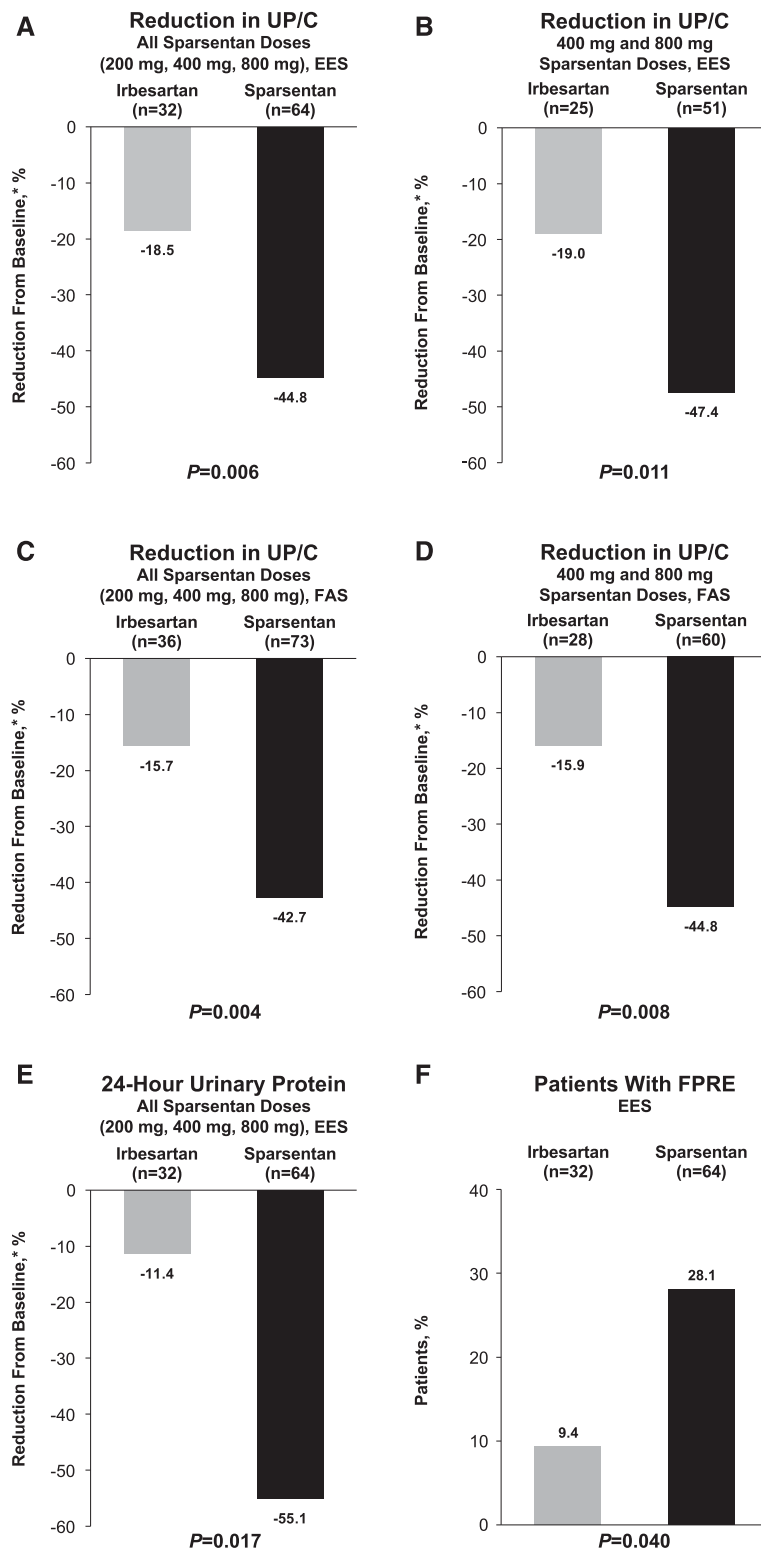 A
Reduction in UP/C
All Sparsentan Doses
(200 mg, 400 mg, 800 mg), EES
Irbesartan Sparsentan
(n=32) (n=64)
Reduction From Baseline,* %
0
-10
-20
-30
-40
-50
-60
-18.5
-44.8
P=0.006
B
Reduction in UP/C
400 mg and 800 mg
Sparsentan Doses, EES
Irbesartan Sparsentan
(n=25) (n=51)
Reduction From Baseline,* %
0
-10
-20
-30
-40
-50
-60
-19.0
-47.4
P=0.011
C
Reduction in UP/C
All Sparsentan Doses
(200 mg, 400 mg, 800 mg), FAS
Irbesartan Sparsentan
(n=36) (n=73)
Reduction From Baseline,* %
0
-10
-20
-30
-40
-50
-60
-15.7
-42.7
P=0.004
D
Reduction in UP/C
400 mg and 800 mg
Sparsentan Doses, FAS
Irbesartan Sparsentan
(n=28) (n=60)
Reduction From Baseline,* %
0
-10
-20
-30
-40
-50
-60
-15.9
-44.8
P=0.008
E
24-Hour Urinary Protein
All Sparsentan Doses
(200 mg, 400 mg, 800 mg), EES
Irbesartan Sparsentan
(n=32) (n=64)
Reduction From Baseline,* %
0
-10
-20
-30
-40
-50
-60
-11.4
-55.1
P=0.017
F
Patients With FPRE
EES
Irbesartan Sparsentan
(n=32) (n=64)
Patients, %
40
30
20
10
0
9.4
28.1
P=0.040